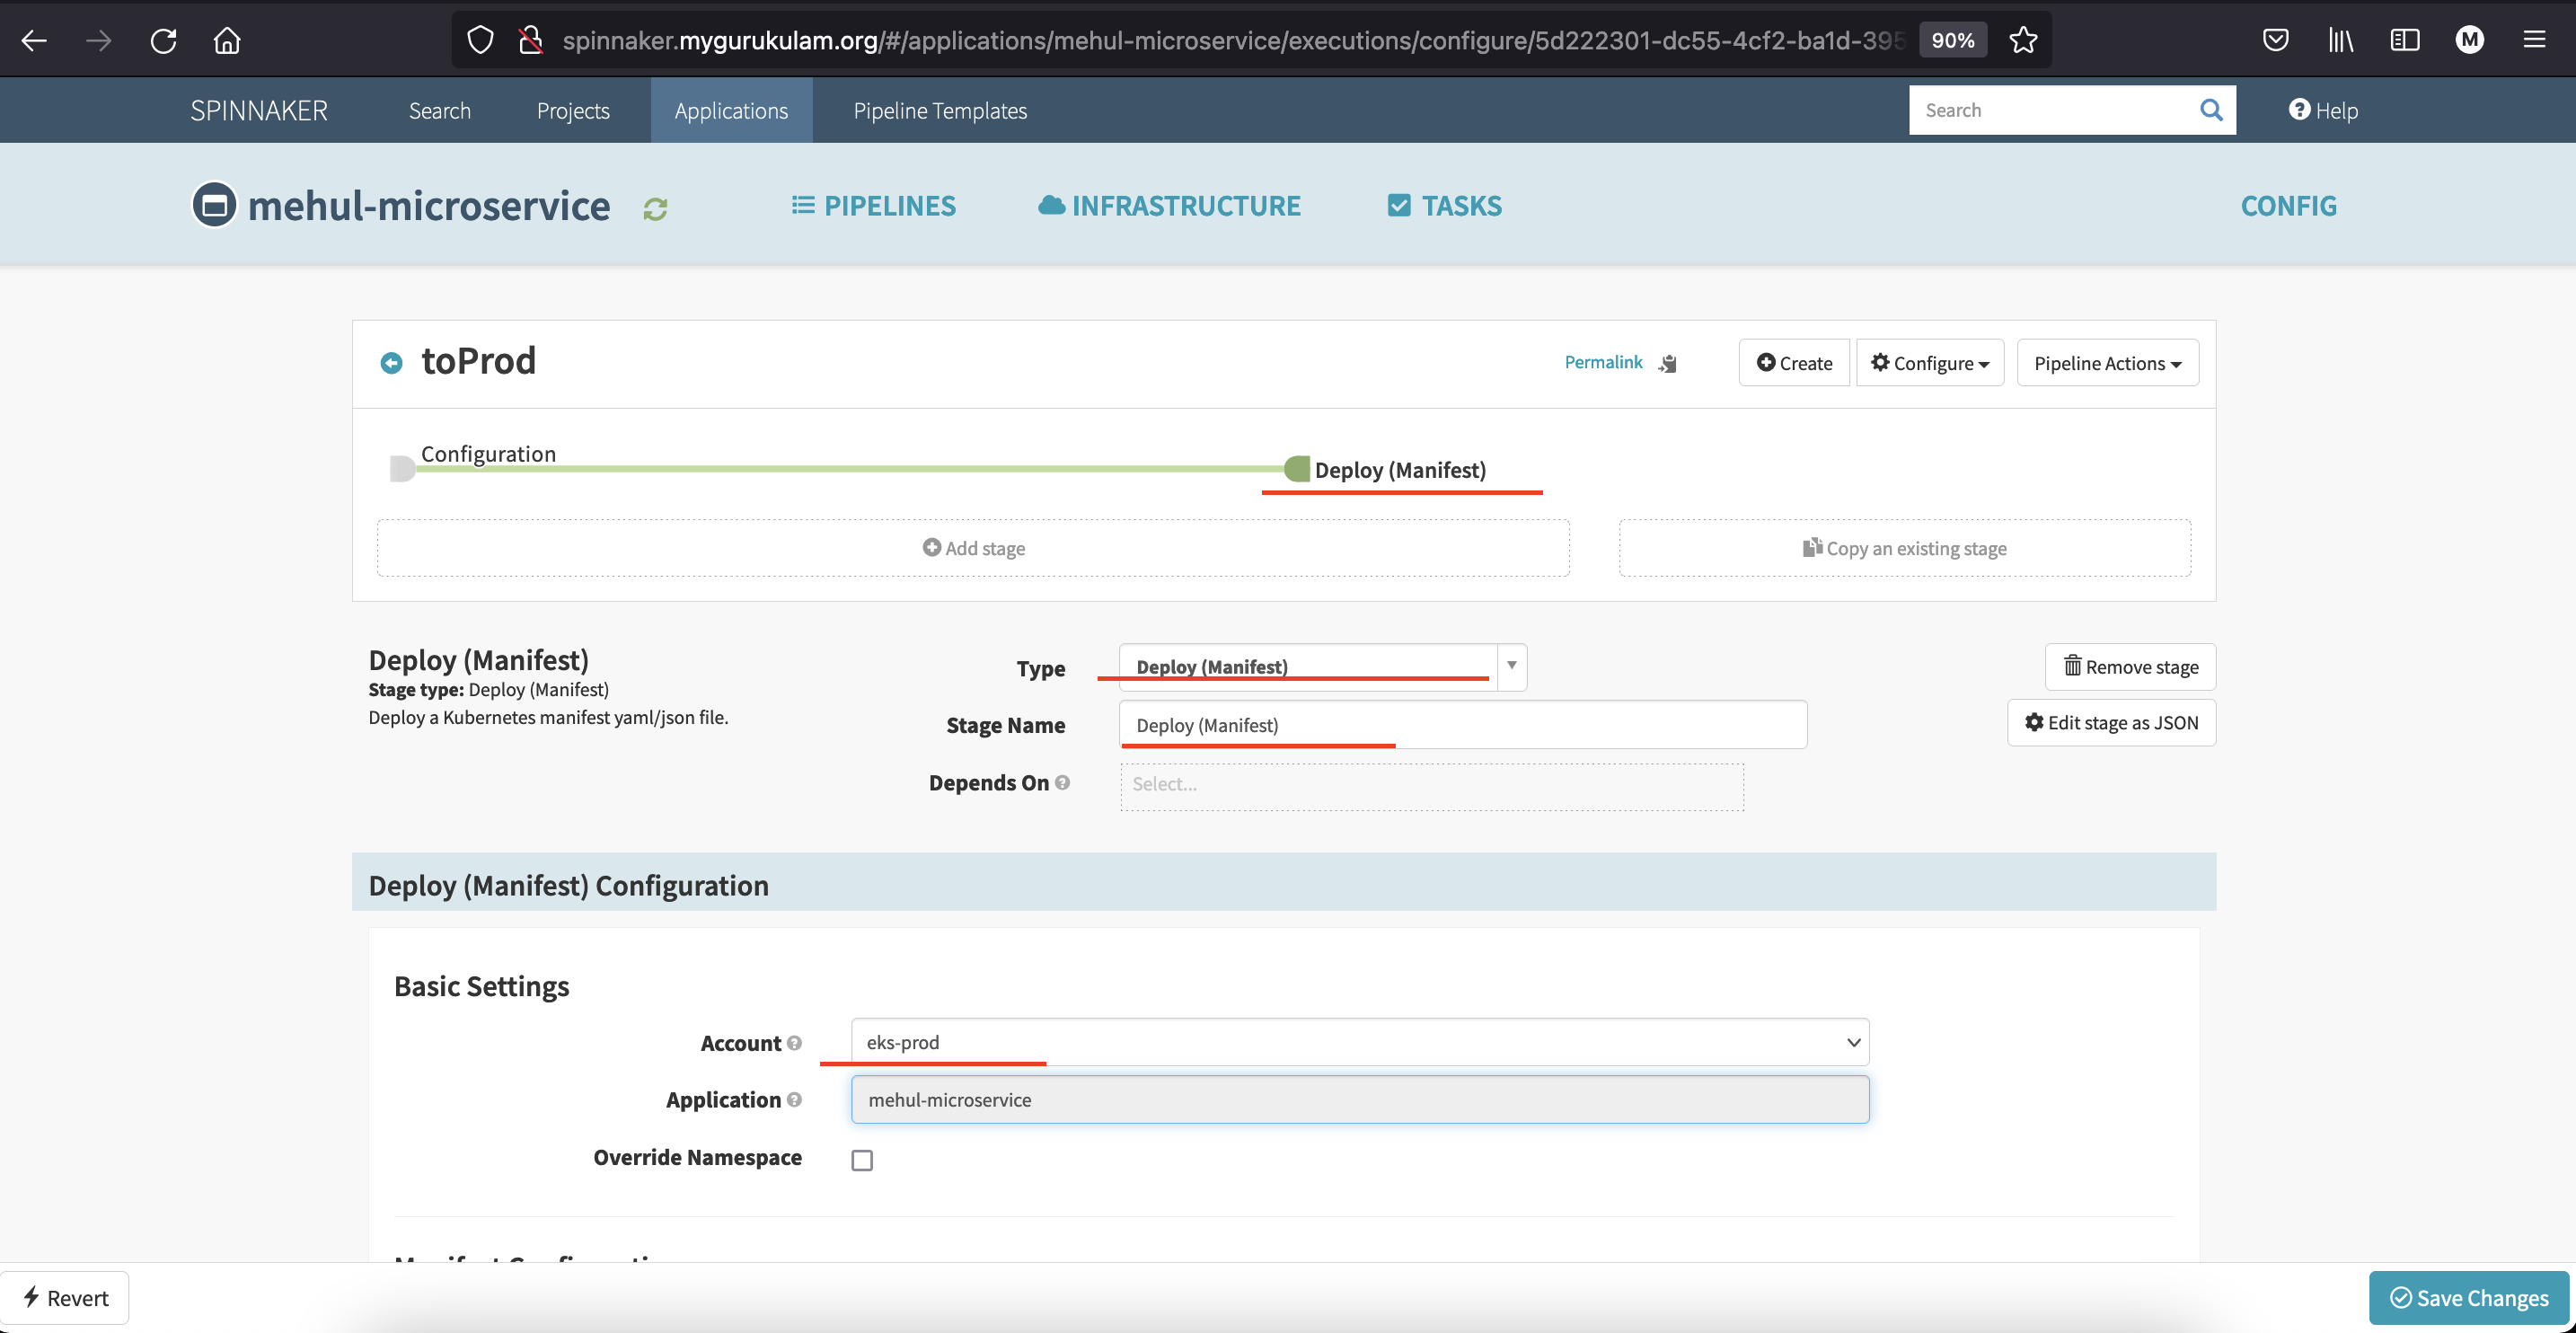 spinnaker.mygurukulam.org/#/applications/mehul-microservice/executions/configure/5d222301-dc55-4cf2-ba1d-395 90% M
SPINNAKER Search Projects Applications Pipeline Templates Search Help
mehul-microservice PIPELINES INFRASTRUCTURE TASKS CONFIG
toProd Permalink Create Configure Pipeline Actions
Configuration
Deploy (Manifest)
Add stage Copy an existing stage
Deploy (Manifest)
Stage type: Deploy (Manifest)
Deploy a Kubernetes manifest yaml/json file.
Type Deploy (Manifest) Remove stage
Stage Name Deploy (Manifest) Edit stage as JSON
Depends On Select...
Deploy (Manifest) Configuration
Basic Settings
Account eks-prod
Application mehul-microservice
Override Namespace
Revert Save Changes